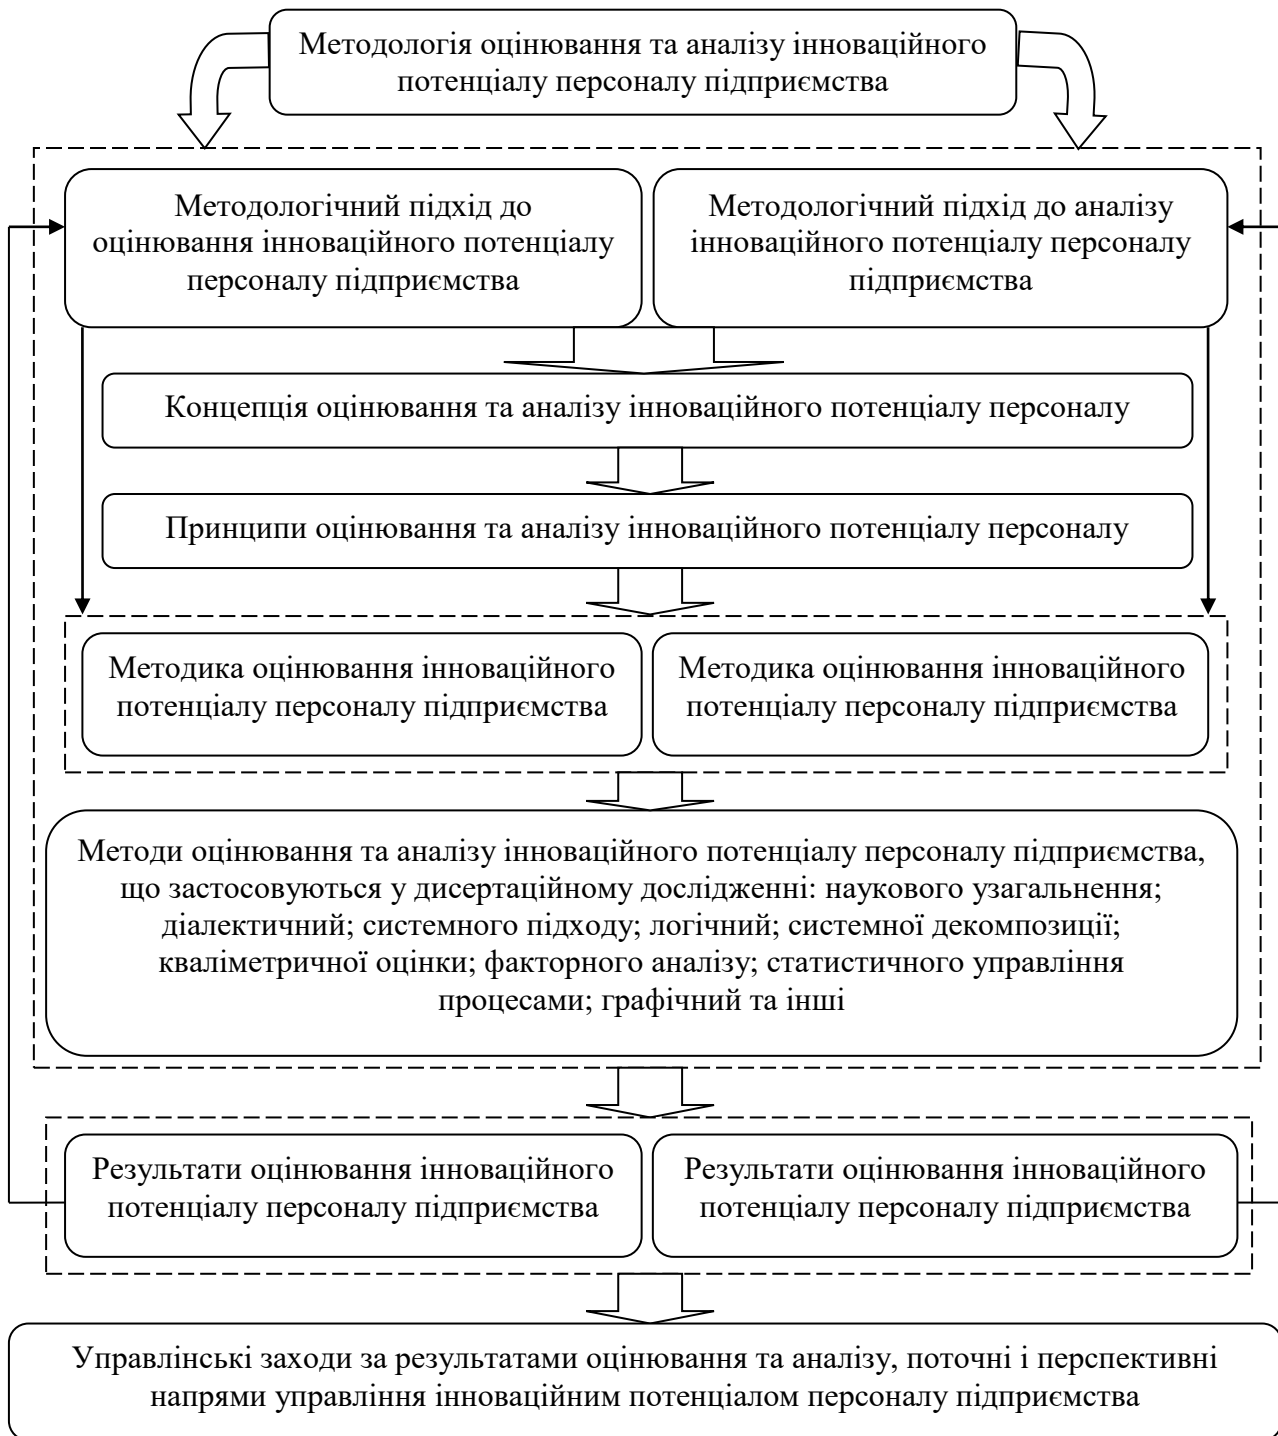 Методологія оцінювання та аналізу інноваційного
потенціалу персоналу підприємства
Методологічний підхід до
оцінювання інноваційного потенціалу
персоналу підприємства
Методологічний підхід до аналізу
інноваційного потенціалу персоналу
підприємства
Концепція оцінювання та аналізу інноваційного потенціалу персоналу
Принципи оцінювання та аналізу інноваційного потенціалу персоналу
Методика оцінювання інноваційного
потенціалу персоналу підприємства
Методика оцінювання інноваційного
потенціалу персоналу підприємства
Методи оцінювання та аналізу інноваційного потенціалу персоналу підприємства,
що застосовуються у дисертаційному дослідженні: наукового узагальнення;
діалектичний; системного підходу; логічний; системної декомпозиції;
кваліметричної оцінки; факторного аналізу; статистичного управління
процесами; графічний та інші
Результати оцінювання інноваційного
потенціалу персоналу підприємства
Результати оцінювання інноваційного
потенціалу персоналу підприємства
Управлінські заходи за результатами оцінювання та аналізу, поточні і перспективні
напрями управління інноваційним потенціалом персоналу підприємства